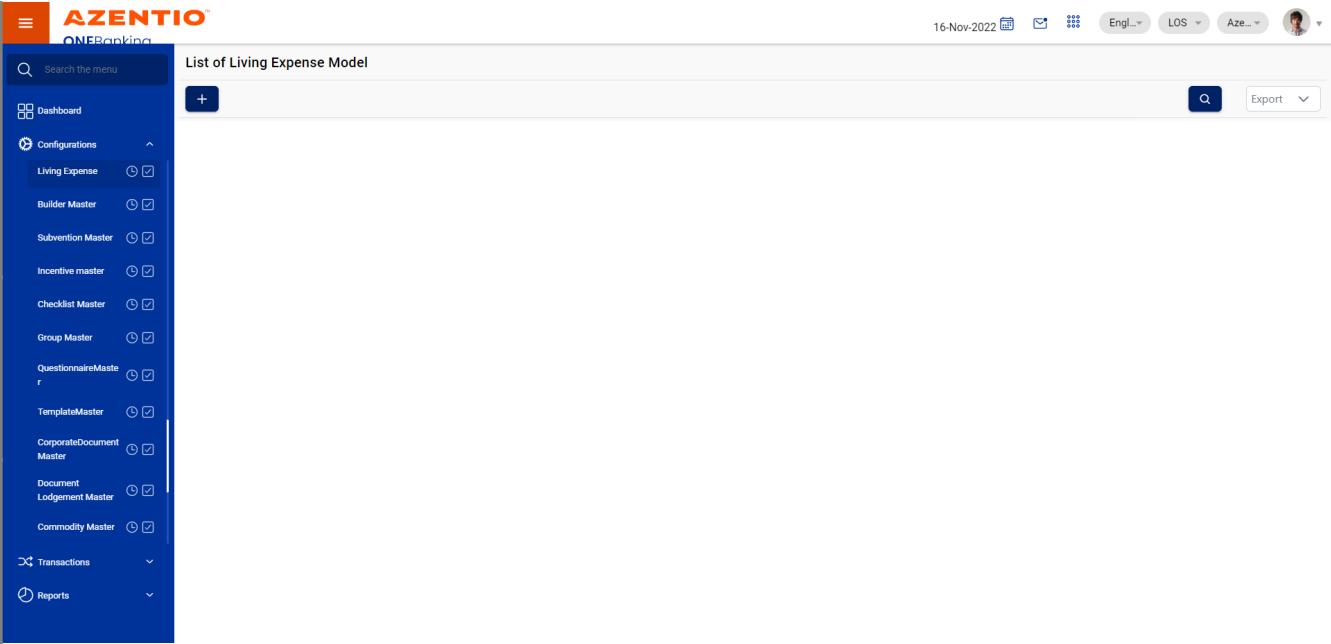 AZENTIO™
ONEBanking
16-Nov-2022
Engl...
LOS
Aze...
Search the menu
List of Living Expense Model
+
Export
Dashboard
Configurations
Living Expense
Builder Master
Subvention Master
Incentive master
Checklist Master
Group Master
QuestionnaireMaste
r
TemplateMaster
CorporateDocument
Master
Document
Lodgement Master
Commodity Master
Transactions
Reports